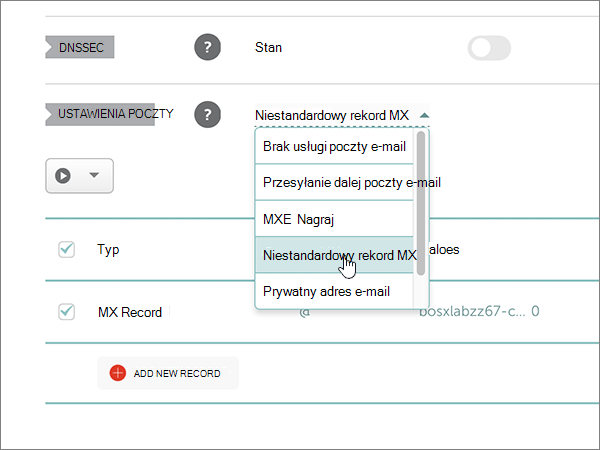 DNSSEC ? Stan
USTAWIENIA POCZTY ? Niestandardowy rekord MX
Brak usługi poczty e-mail
Przesyłanie dalej poczty e-mail
MXE Nagraj
Typ Niestandardowy rekord MX aloes
Prywatny adres e-mail
MX Record @ bosxlabzz67-c... 0
ADD NEW RECORD